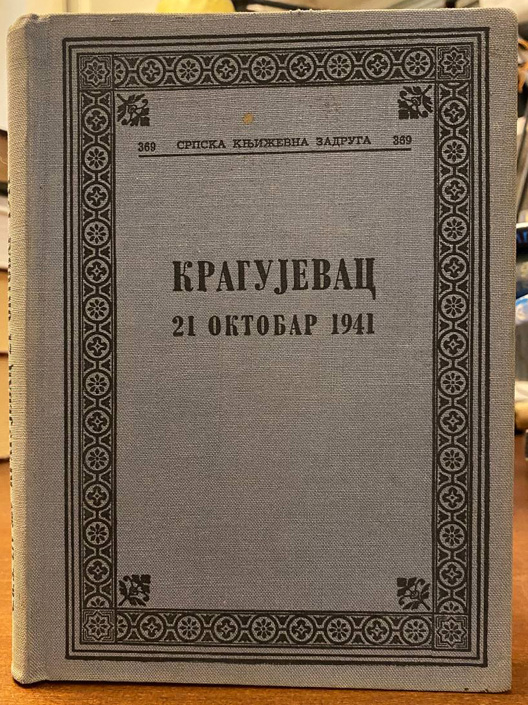 369 СРПСКА КЊИЖЕВНА ЗАДРУГА 369
КРАГУЈЕВАЦ
21 ОКТОБАР 1941